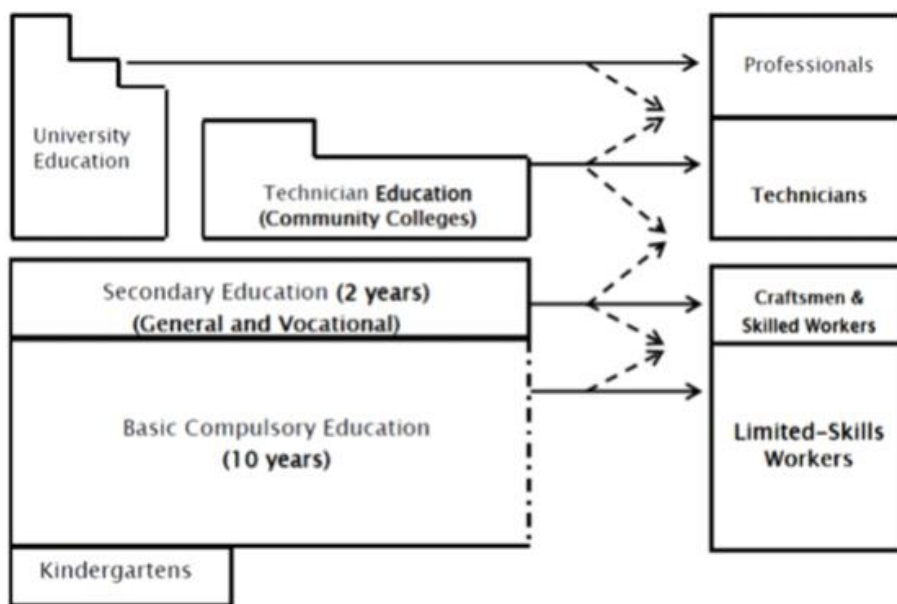 University
Education
Technician Education
(Community Colleges)
Secondary Education (2 years)
(General and Vocational)
Basic Compulsory Education
(10 years)
Kindergartens
Professionals
Technicians
Craftsmen &
Skilled Workers
Limited-Skills
Workers